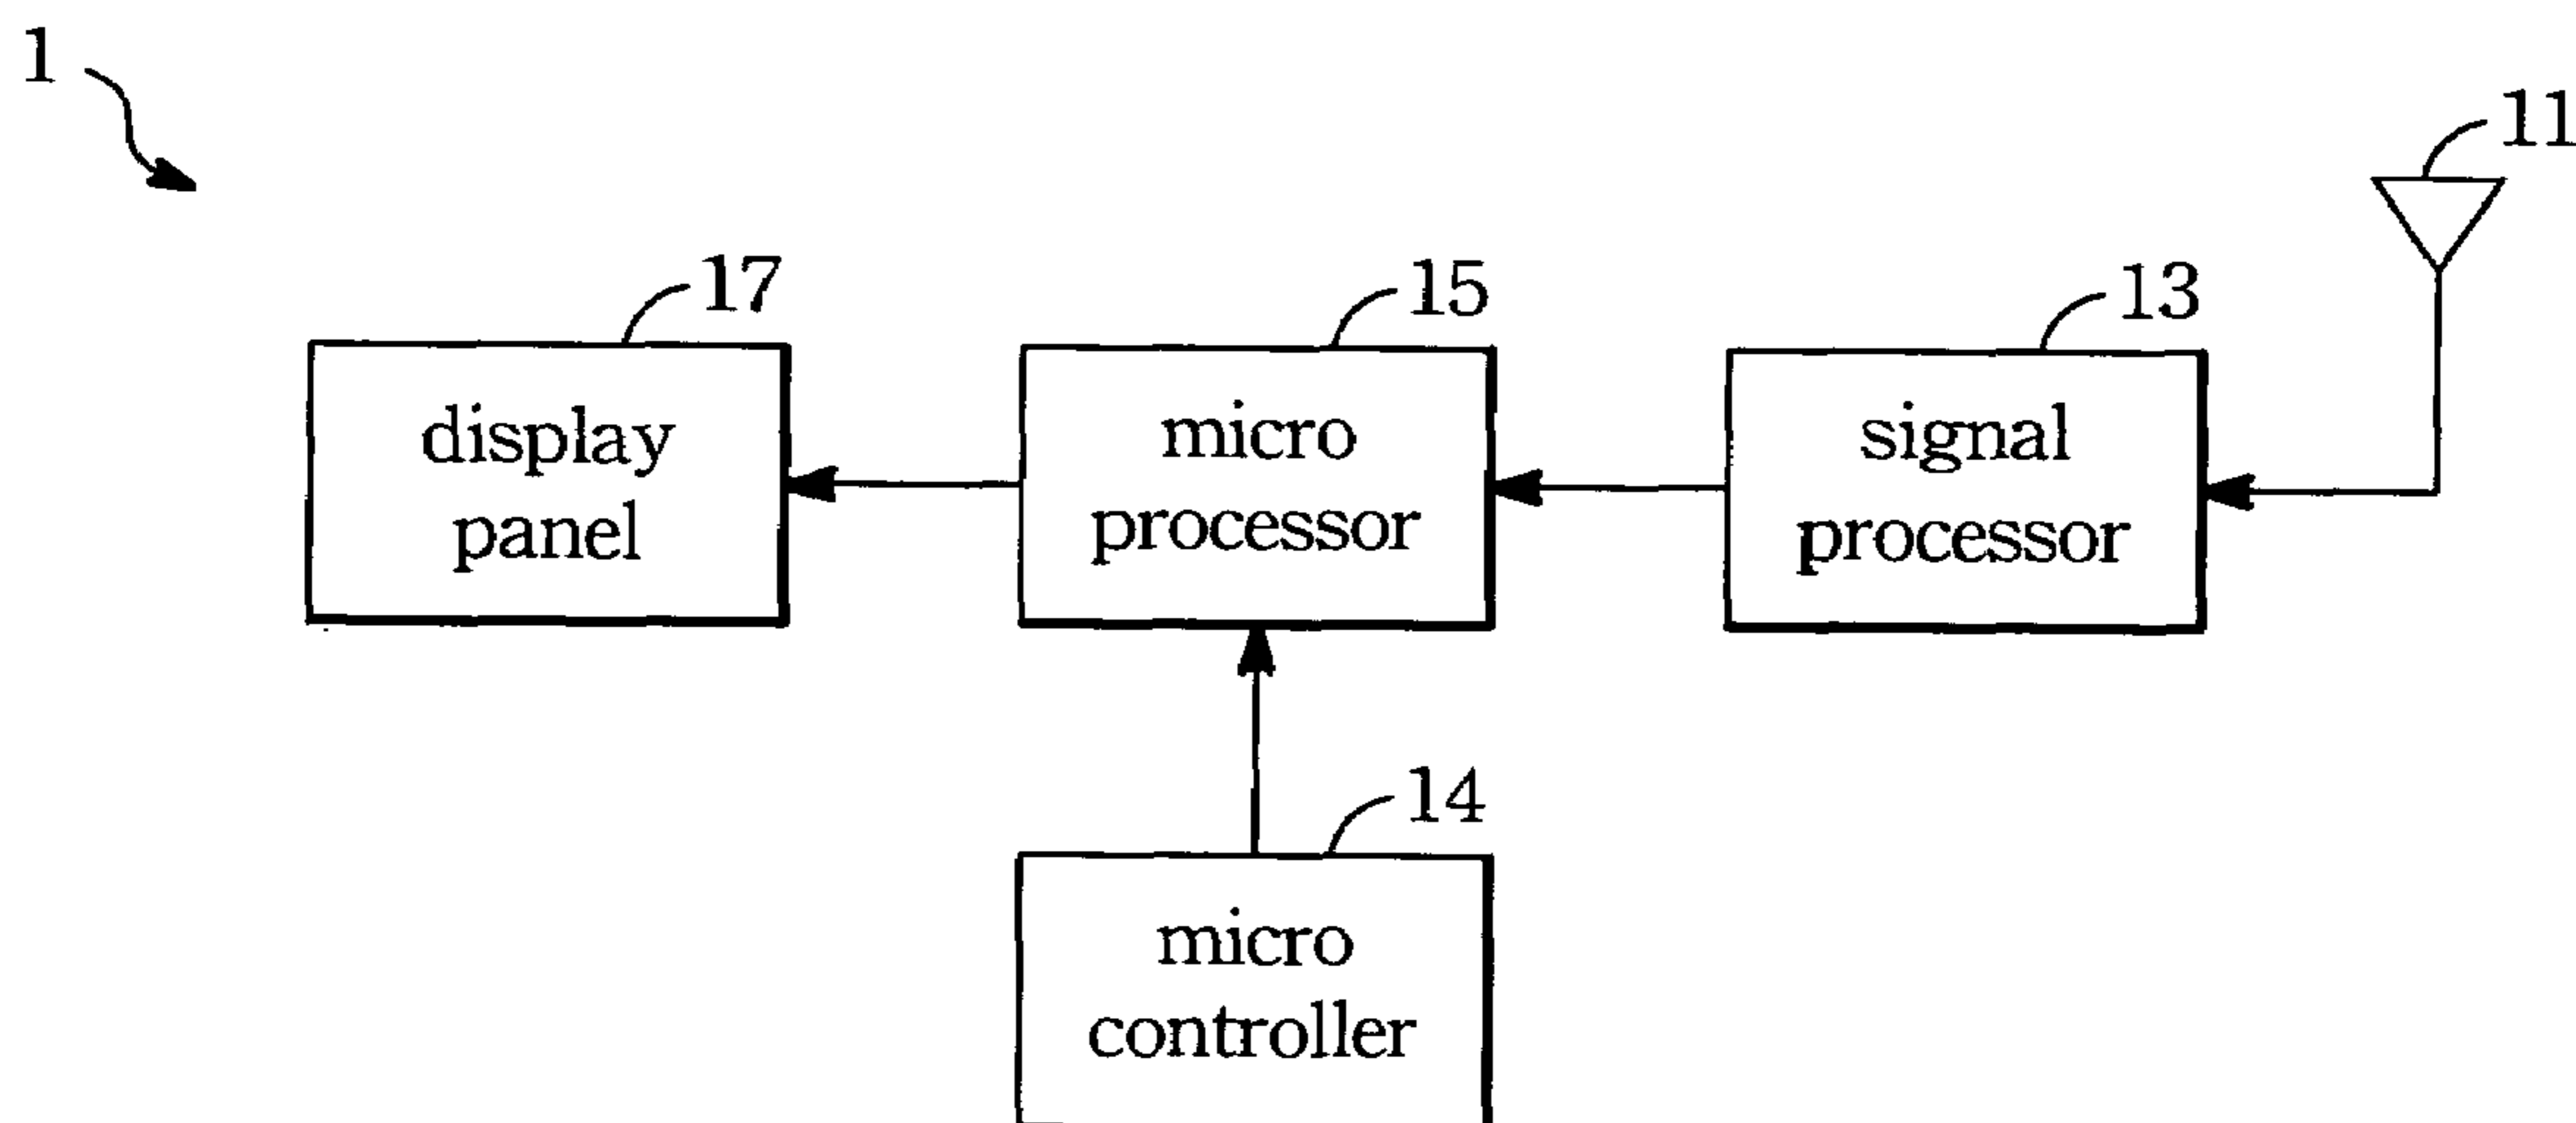 1
11
17
15
13
display
panel
micro
processor
signal
processor
14
micro
controller